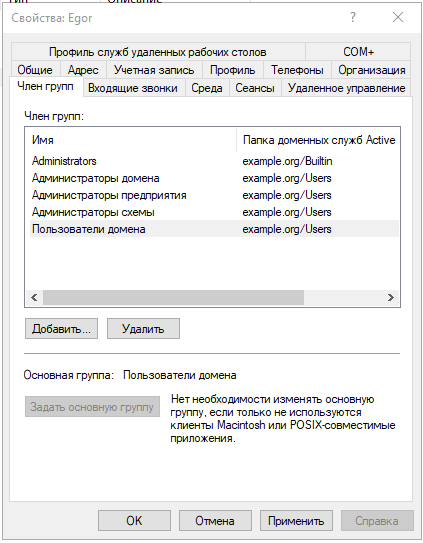 Описание
Свойства: Egor
?
Профиль служб удаленных рабочих столов COM+
Общие Адрес Учетная запись Профиль Телефоны Организация
Член групп Входящие звонки Среда Сеансы Удаленное управление
Член групп:
Имя Папка доменных служб Active
Administrators example.org/Builtin
Администраторы домена example.org/Users
Администраторы предприятия example.org/Users
Администраторы схемы example.org/Users
Пользователи домена example.org/Users
Добавить... Удалить
Основная группа: Пользователи домена
Задать основную группу
Нет необходимости изменять основную
группу, если только не используются
клиенты Macintosh или POSIX-совместимые
приложения.
OK Отмена Применить Справка